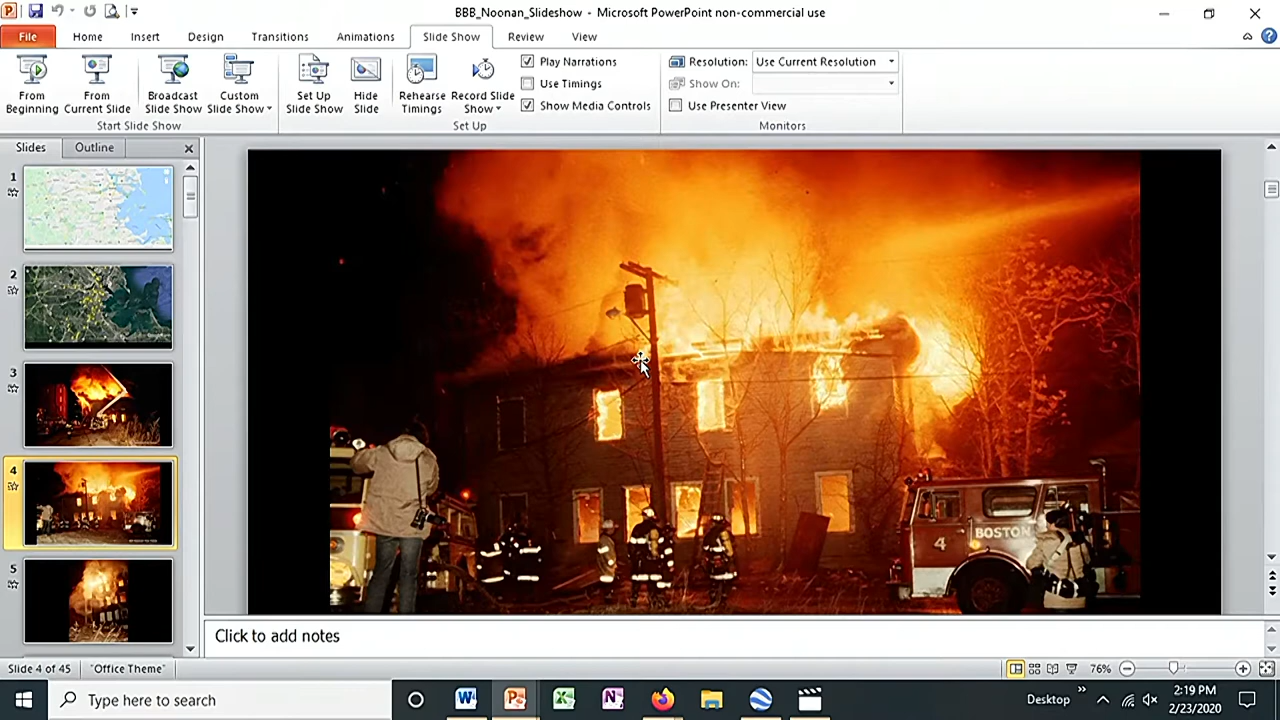 BBB_Noonan_Slideshow - Microsoft PowerPoint non-commercial use
File Home Insert Design Transitions Animations Slide Show Review View
From Beginning
From Current Slide
Broadcast Slide Show
Custom Slide Show
Set Up Slide Show
Hide Slide
Rehearse Timings
Record Slide Show
Play Narrations
Use Timings
Show Media Controls
Resolution: Use Current Resolution
Show On:
Use Presenter View
Start Slide Show Set Up Monitors
Slides Outline
1
2
3
4
5
4 BOSTON
Click to add notes
Slide 4 of 45 "Office Theme" 76%
Type here to search
Desktop
2:19 PM
2/23/2020